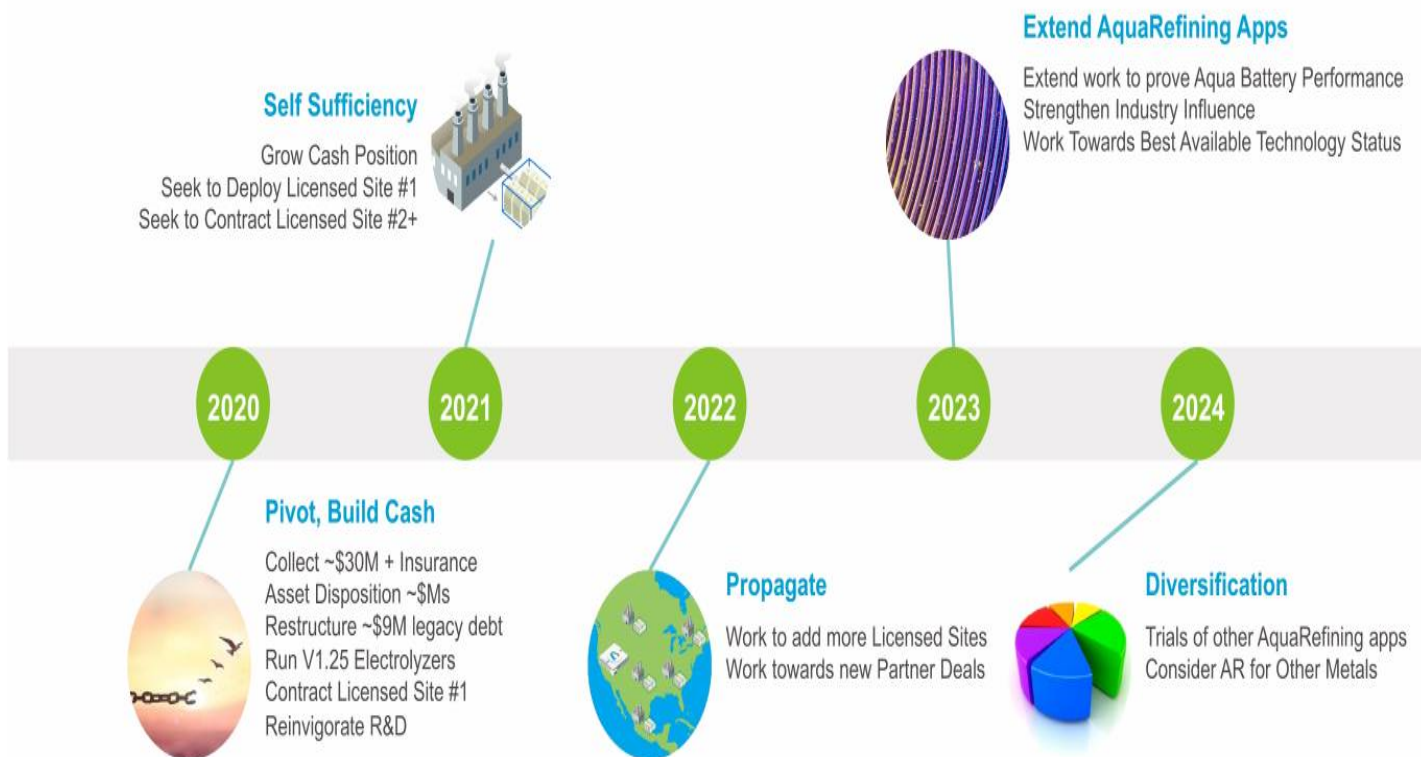 Extend AquaRefining Apps
Extend work to prove Aqua Battery Performance
Strengthen Industry Influence
Work Towards Best Available Technology Status
Self Sufficiency
Grow Cash Position
Seek to Deploy Licensed Site #1
Seek to Contract Licensed Site #2+
2020
2021
2022
2023
2024
Pivot, Build Cash
Collect ~$30M + Insurance
Asset Disposition ~$Ms
Restructure ~$9M legacy debt
Run V1.25 Electrolyzers
Contract Licensed Site #1
Reinvigorate R&D
Propagate
Work to add more Licensed Sites
Work towards new Partner Deals
Diversification
Trials of other AquaRefining apps
Consider AR for Other Metals